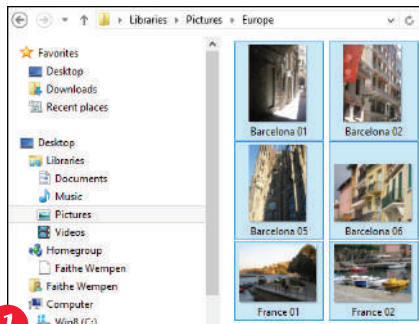 Libraries ▸ Pictures ▸ Europe
Favorites
Desktop
Downloads
Recent places
Desktop
Libraries
Documents
Music
Pictures
Videos
Homegroup
Faithe Wempen
Faithe Wempen
Computer
Win8 (C:)
Barcelona 01
Barcelona 02
Barcelona 05
Barcelona 06
France 01
France 02
1